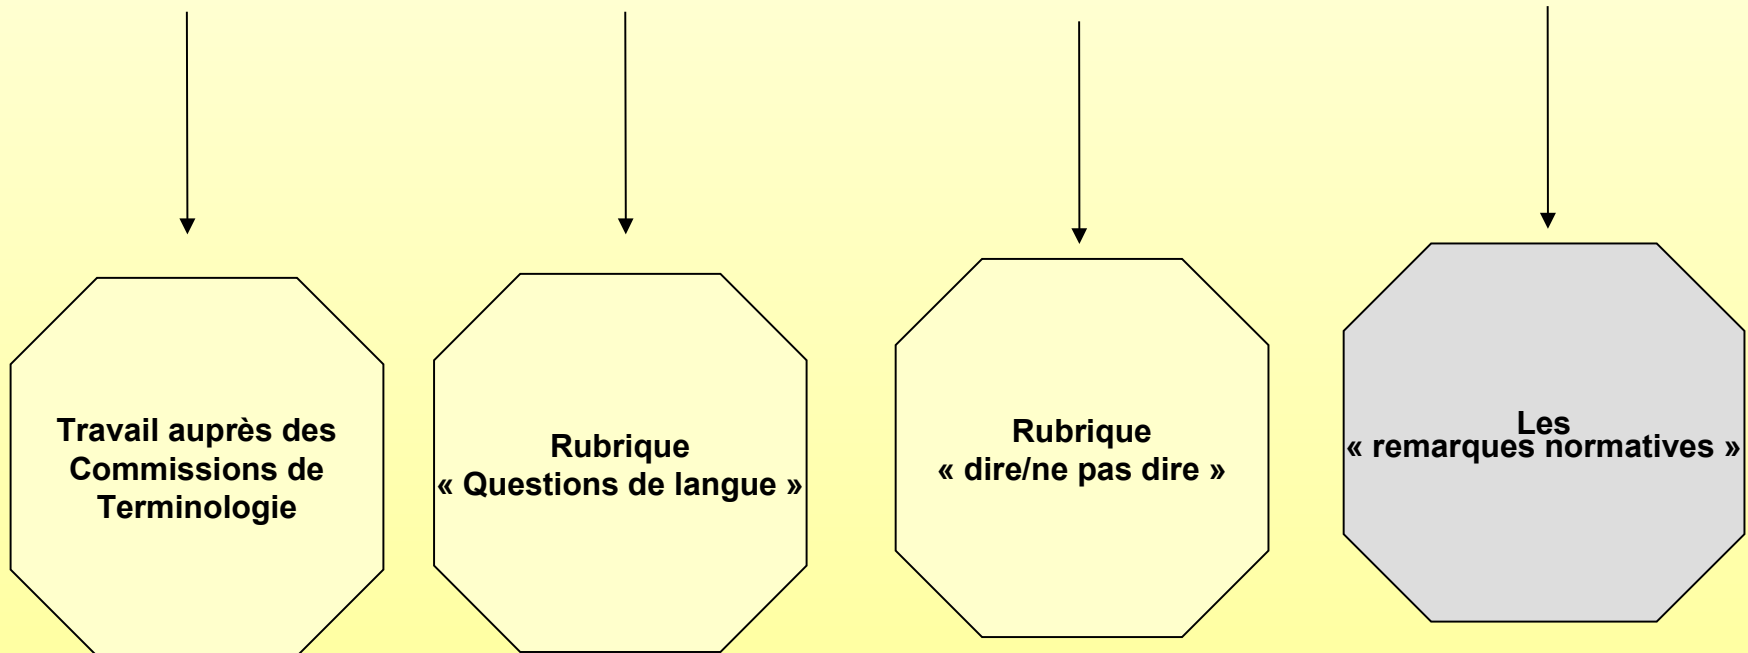 Travail auprès des
Commissions de
Terminologie
Rubrique
« Questions de langue »
Rubrique
« dire/ne pas dire »
Les
« remarques normatives »